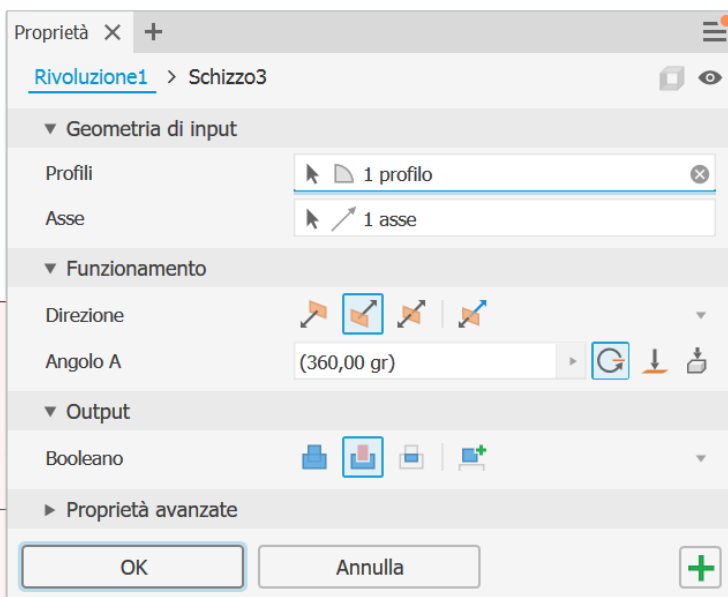 Proprietà
Rivoluzione1 > Schizzo3
Geometria di input
Profili 1 profilo
Asse 1 asse
Funzionamento
Direzione
Angolo A (360,00 gr)
Output
Booleano
Proprietà avanzate
OK Annulla